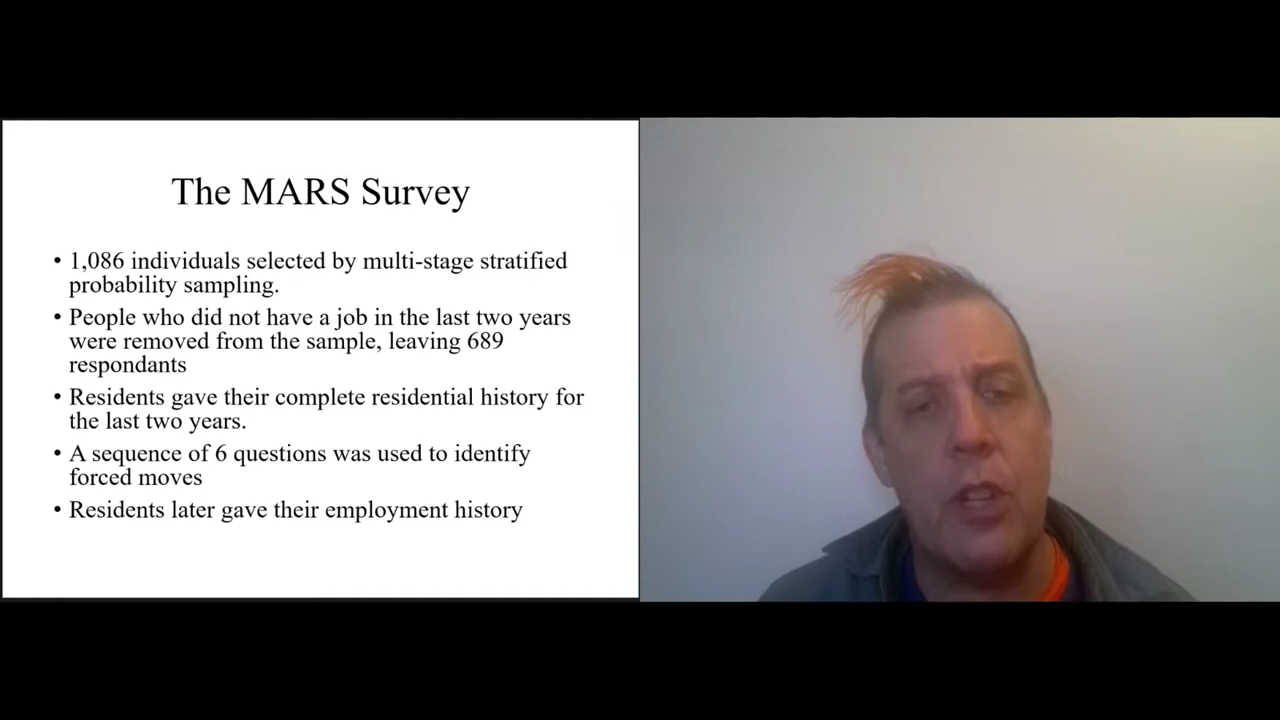 The MARS Survey
• 1,086 individuals selected by multi-stage stratified
probability sampling.
• People who did not have a job in the last two years
were removed from the sample, leaving 689
respondants
• Residents gave their complete residential history for
the last two years.
• A sequence of 6 questions was used to identify
forced moves
• Residents later gave their employment history